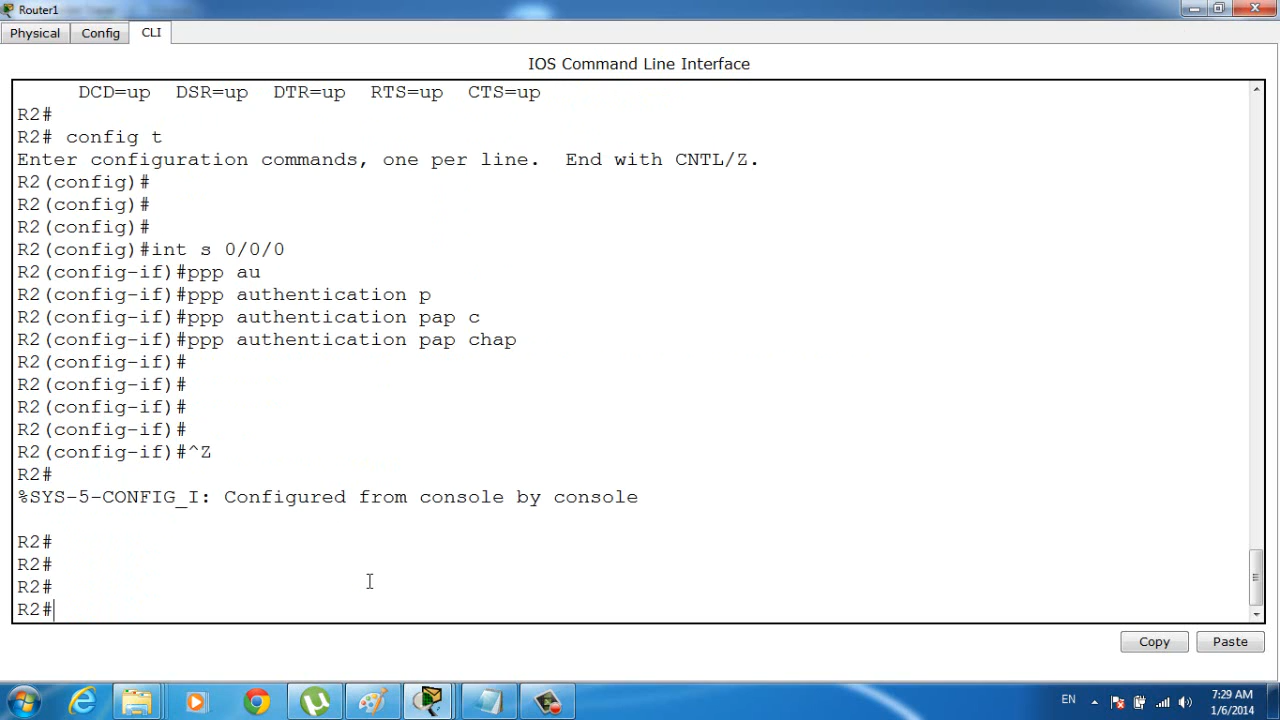 Router1
Physical Config CLI
IOS Command Line Interface
DCD=up DSR=up DTR=up RTS=up CTS=up
R2#
R2# config t
Enter configuration commands, one per line. End with CNTL/Z.
R2(config)#
R2(config)#
R2(config)#
R2(config)#int s 0/0/0
R2(config-if)#ppp au
R2(config-if)#ppp authentication p
R2(config-if)#ppp authentication pap c
R2(config-if)#ppp authentication pap chap
R2(config-if)#
R2(config-if)#
R2(config-if)#
R2(config-if)#
R2(config-if)#^Z
R2#
%SYS-5-CONFIG_I: Configured from console by console
R2#
R2#
R2#
R2#
Copy Paste
EN
7:29 AM
1/6/2014